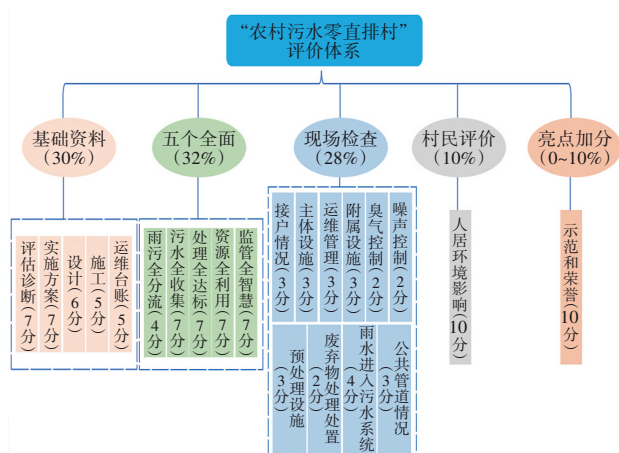 “农村污水零直排村”
评价体系
基础资料
(30%)
五个全面
(32%)
现场检查
(28%)
村民评价
(10%)
亮点加分
(0~10%)
评估诊断(7分)
实施方案(7分)
设计(6分)
施工(5分)
运维台账(5分)
雨污全分流(4分)
污水全收集(7分)
处理全达标(7分)
资源全利用(7分)
监管全智慧(7分)
接户情况(3分)
主体设施(3分)
运维管理(3分)
附属设施(3分)
臭气控制(2分)
噪声控制(2分)
预处理设施(3分)
废弃物处理处置(2分)
雨水进入污水系统(4分)
公共管道情况(3分)
人居环境影响(10分)
示范和荣誉(10分)